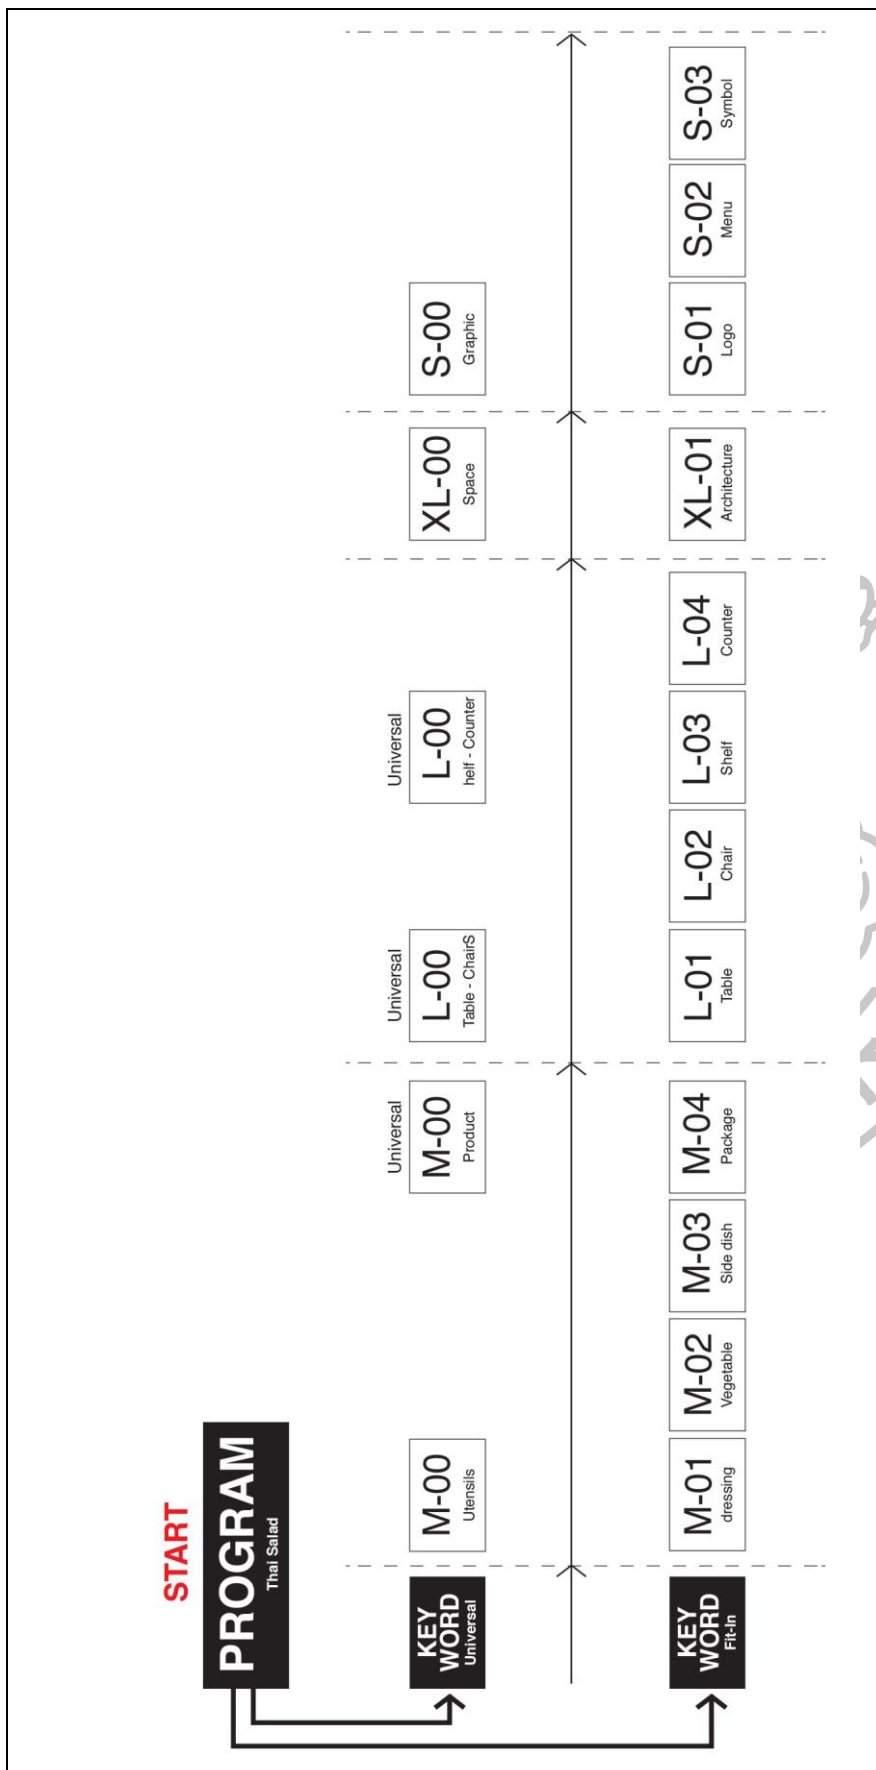 START
PROGRAM
Thai Salad
KEY
WORD
Universal
M-00
Utensils
Universal
M-00
Product
Universal
L-00
Table - ChairS
Universal
L-00
helf - Counter
XL-00
Space
S-00
Graphic
KEY
WORD
Fit-In
M-01
dressing
M-02
Vegetable
M-03
Side dish
M-04
Package
L-01
Table
L-02
Chair
L-03
Shelf
L-04
Counter
XL-01
Architecture
S-01
Logo
S-02
Menu
S-03
Symbol